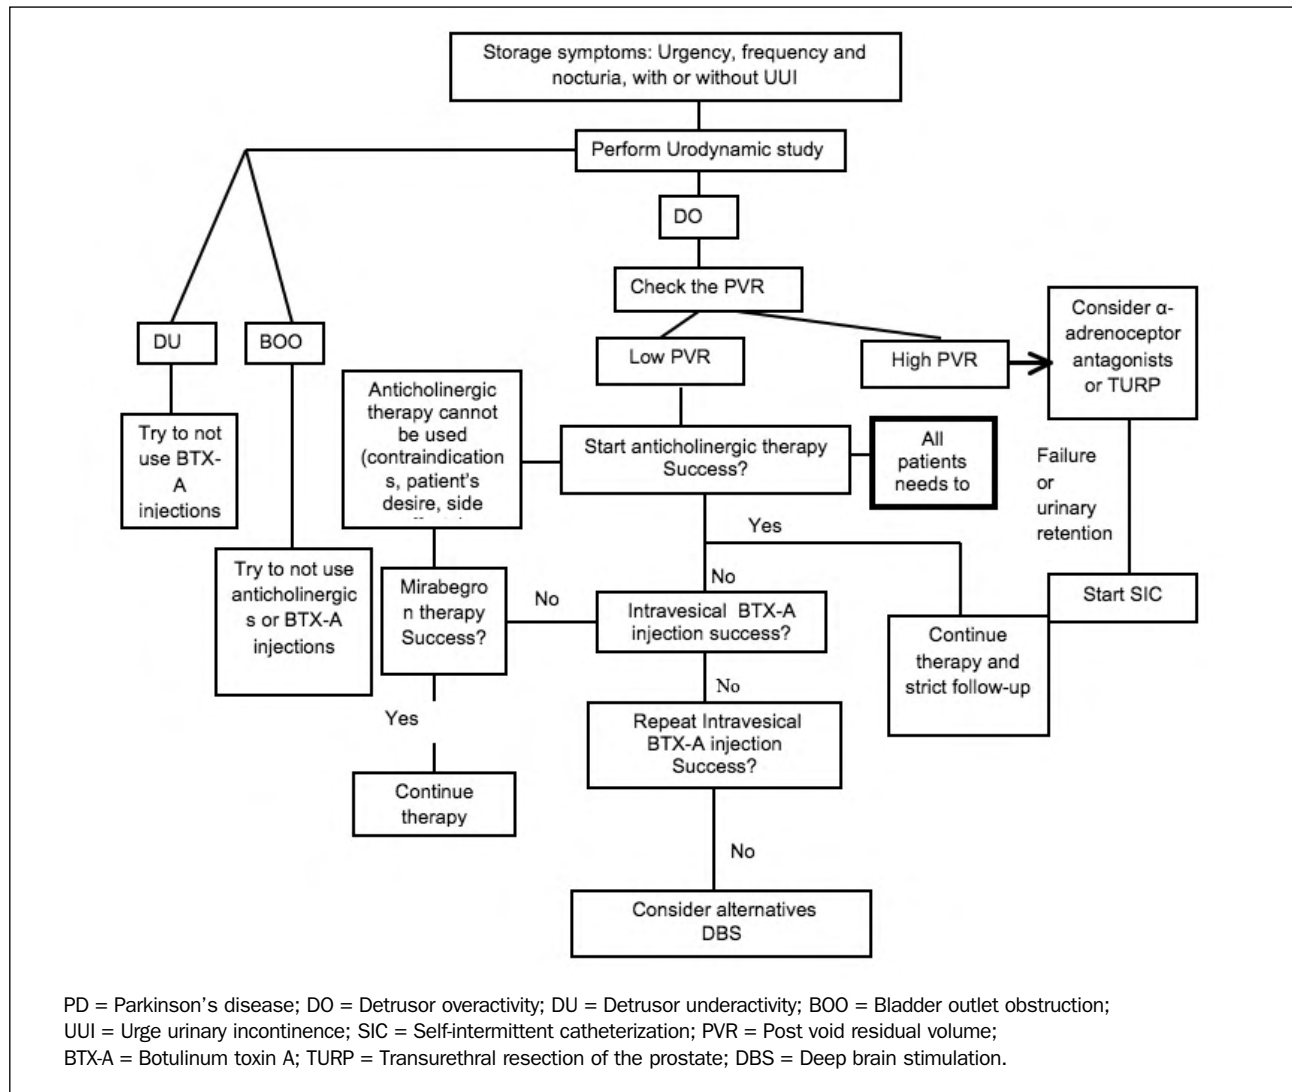 Storage symptoms: Urgency, frequency and
nocturia, with or without UUI
Perform Urodynamic study
DO
Check the PVR
DU
BOO
Low PVR
High PVR
Consider α-
adrenoceptor
antagonists
or TURP
Try to not
use BTX-
A
injections
Anticholinergic
therapy cannot
be used
(contraindication
s, patient's
desire, side
Start anticholinergic therapy
Success?
All
patients
needs to
Failure
or
urinary
retention
Yes
No
Try to not use
anticholinergic
s or BTX-A
injections
Mirabegro
n therapy
Success?
No
Intravesical BTX-A
injection success?
Start SIC
Continue
therapy and
strict follow-up
No
Yes
Repeat Intravesical
BTX-A injection
Success?
Continue
therapy
No
Consider alternatives
DBS
PD = Parkinson's disease; DO = Detrusor overactivity; DU = Detrusor underactivity; BOO = Bladder outlet obstruction;
UUI = Urge urinary incontinence; SIC = Self-intermittent catheterization; PVR = Post void residual volume;
BTX-A = Botulinum toxin A; TURP = Transurethral resection of the prostate; DBS = Deep brain stimulation.